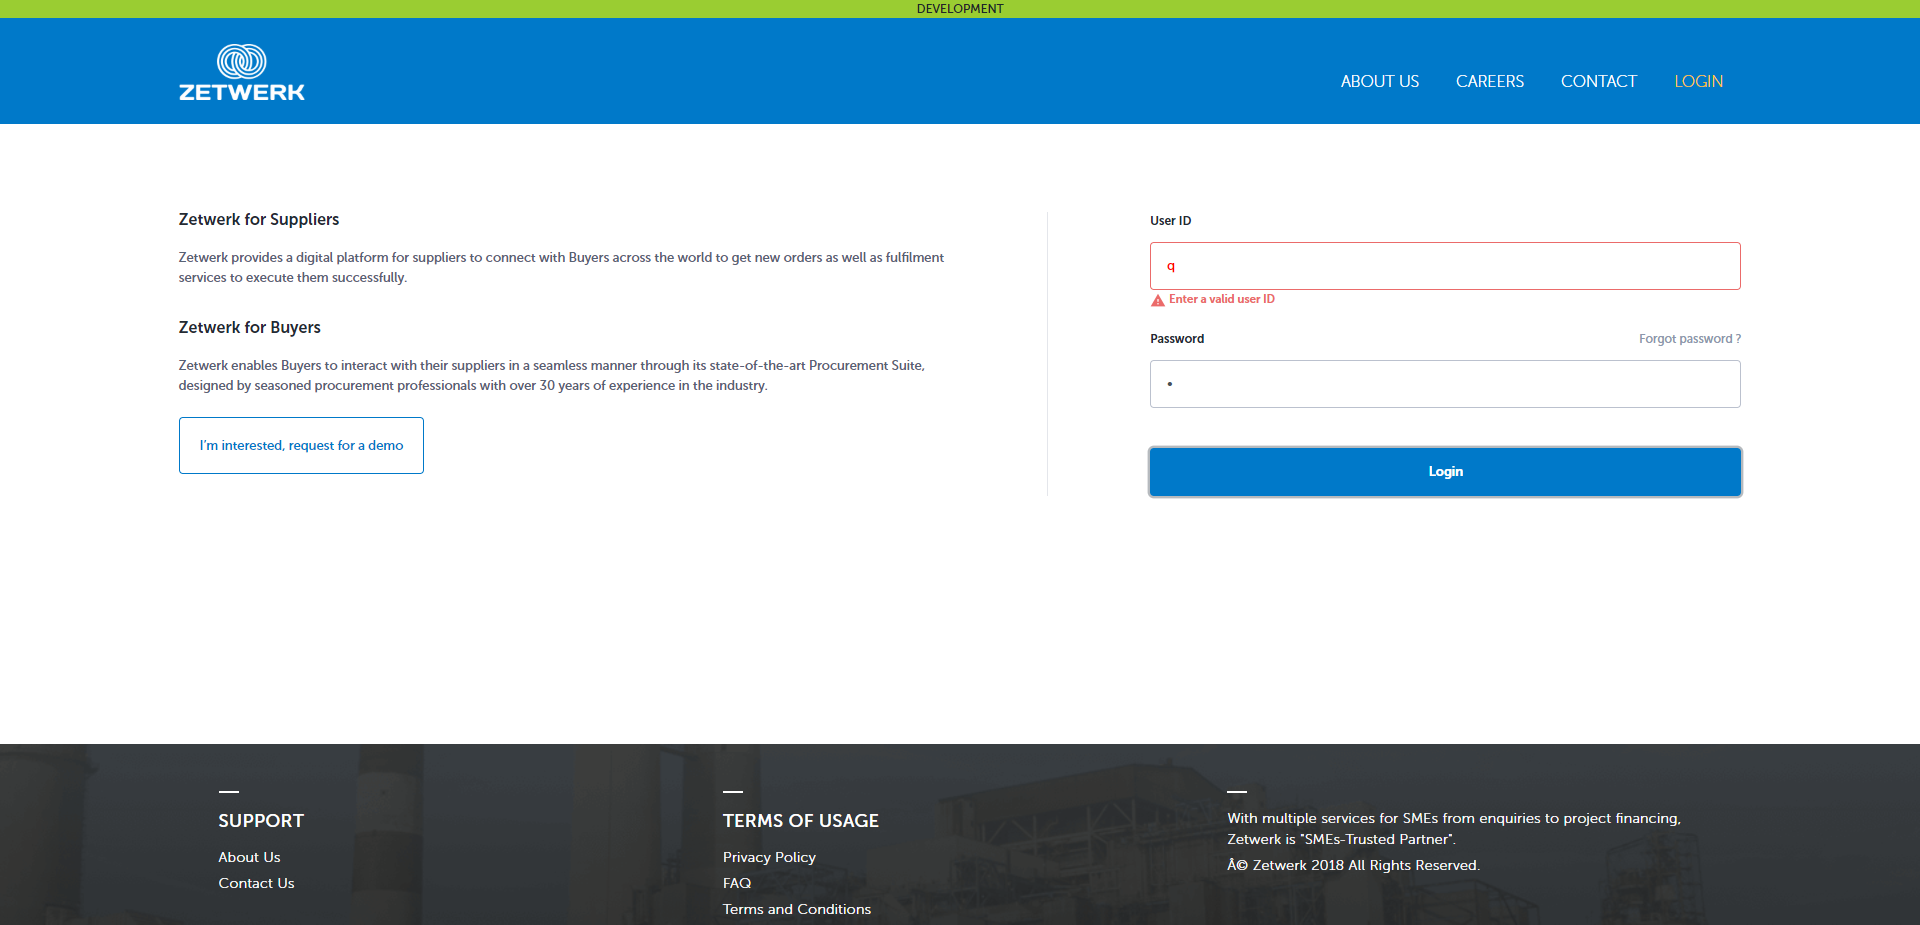 DEVELOPMENT
ZETWERK
ABOUT US
CAREERS
CONTACT
LOGIN
Zetwerk for Suppliers
Zetwerk provides a digital platform for suppliers to connect with Buyers across the world to get new orders as well as fulfilment
services to execute them successfully.
Zetwerk for Buyers
Zetwerk enables Buyers to interact with their suppliers in a seamless manner through its state-of-the-art Procurement Suite,
designed by seasoned procurement professionals with over 30 years of experience in the industry.
I'm interested, request for a demo
User ID
q
Enter a valid user ID
Password
Forgot password ?
•
Login
SUPPORT
About Us
Contact Us
TERMS OF USAGE
Privacy Policy
FAQ
Terms and Conditions
With multiple services for SMEs from enquiries to project financing,
Zetwerk is "SMEs-Trusted Partner".
Â© Zetwerk 2018 All Rights Reserved.